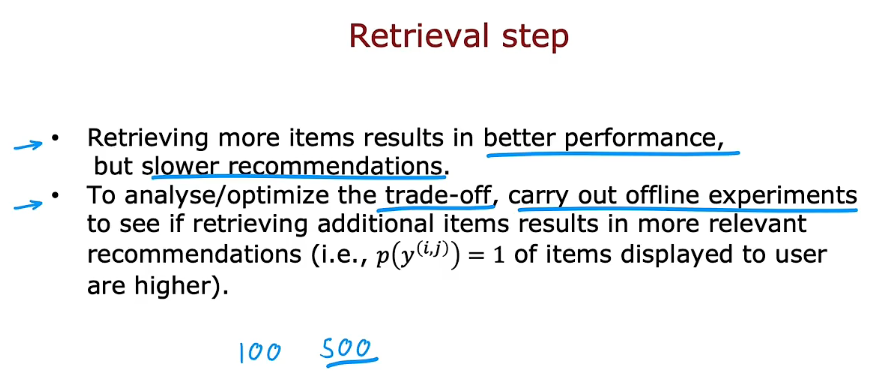 Retrieval step
• Retrieving more items results in better performance,
but slower recommendations.
• To analyse/optimize the trade-off, carry out offline experiments
to see if retrieving additional items results in more relevant
recommendations (i.e., p(y^(i,j)) = 1 of items displayed to user
are higher).
100 500